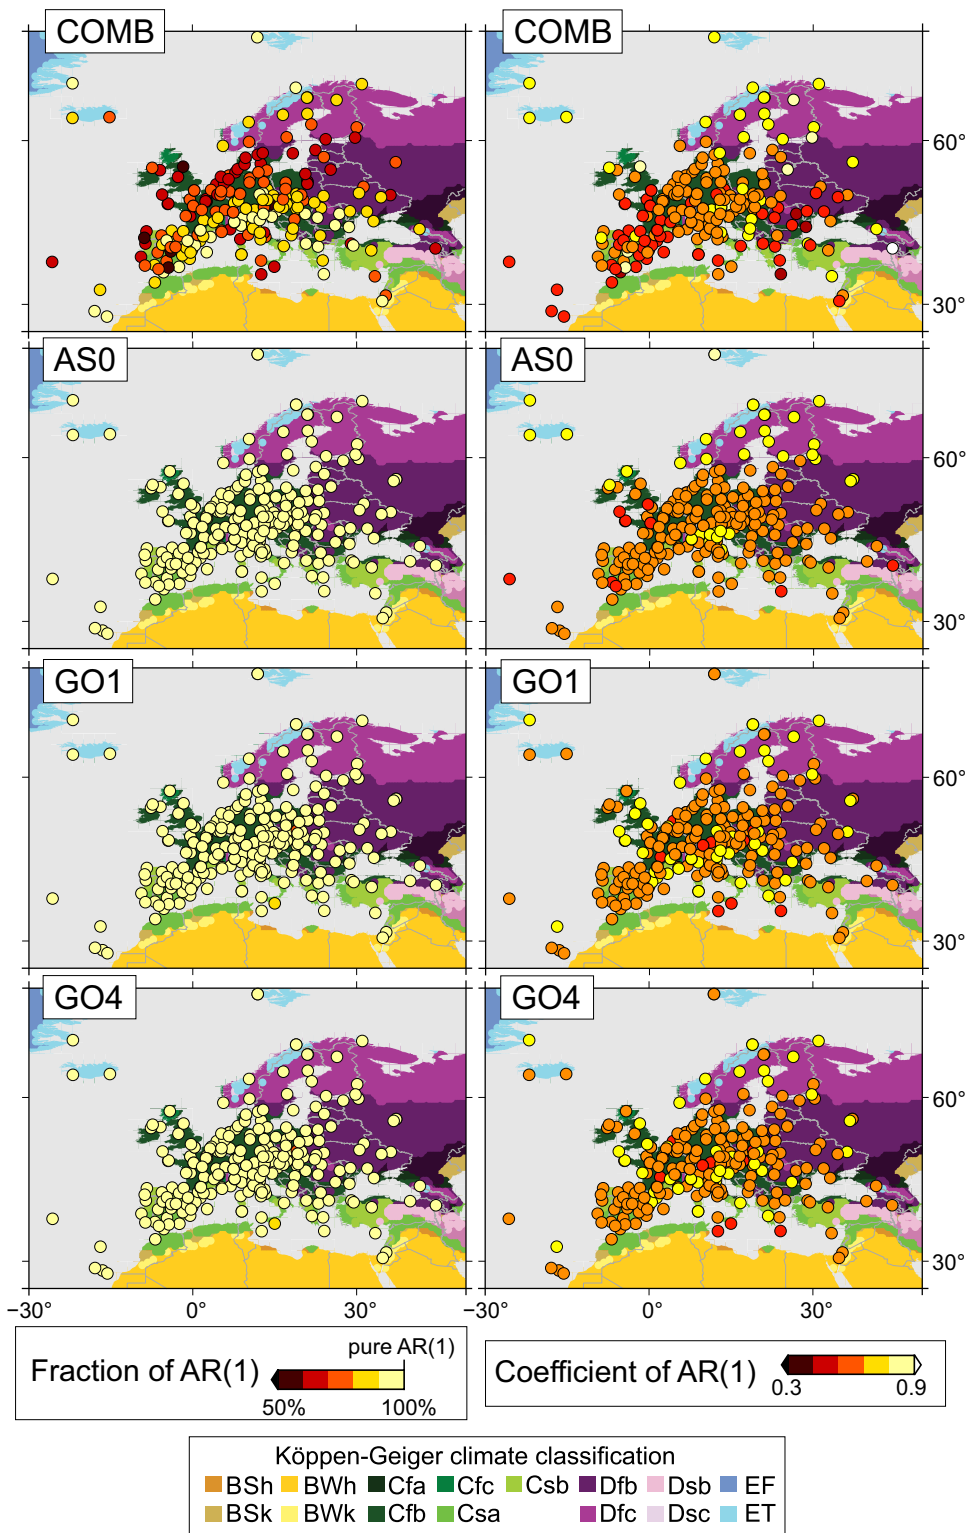 COMB
COMB
60°
30°
AS0
AS0
60°
30°
GO1
GO1
60°
30°
GO4
GO4
60°
30°
−30° 0° 30° −30° 0° 30°
pure AR(1)
Fraction of AR(1)
50% 100%
Coefficient of AR(1)
0.3 0.9
Köppen-Geiger climate classification
BSh BWh Cfa Cfc Csb Dfb Dsb EF
BSk BWk Cfb Csa Dfc Dsc ET